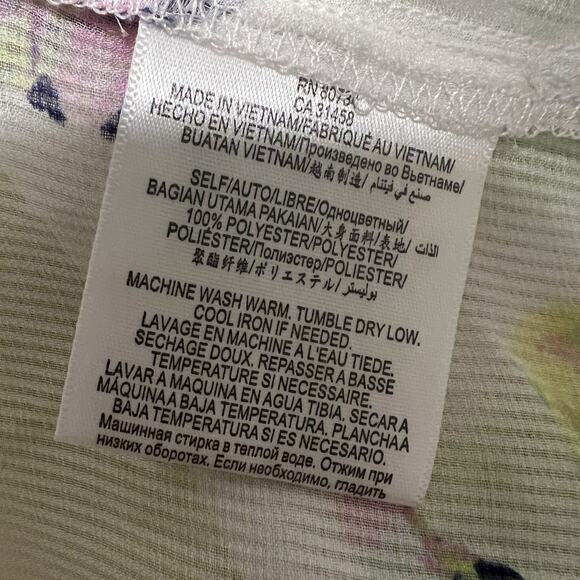 CA 31458
MADE IN VIETNAM/FABRIQUÉ AU VIETNAM/
HECHO EN VIETNAM/Произведено во Вьетнаме/
BUATAN VIETNAM/越南制造/ صنع في فيتنام
SELF/AUTO/LIBRE/Одноцветный/
BAGIAN UTAMA PAKAIAN/大身面料/表地/ الذات
100% POLYESTER/POLYESTER/
POLIÉSTER/Полиэстер/POLIESTER/
聚酯纤维/ポリエステル/ بوليستر
MACHINE WASH WARM. TUMBLE DRY LOW.
COOL IRON IF NEEDED.
LAVAGE EN MACHINE À L'EAU TIEDE.
SECHAGE DOUX. REPASSER A BASSE
TEMPERATURE SI NECESSAIRE.
LAVAR A MAQUINA EN AGUA TIBIA. SECAR A
MÁQUINA A BAJA TEMPERATURA. PLANCHA A
BAJA TEMPERATURA SI ES NECESARIO.
Машинная стирка в теплой воде. Отжим при
низких оборотах. Если необходимо, гладить